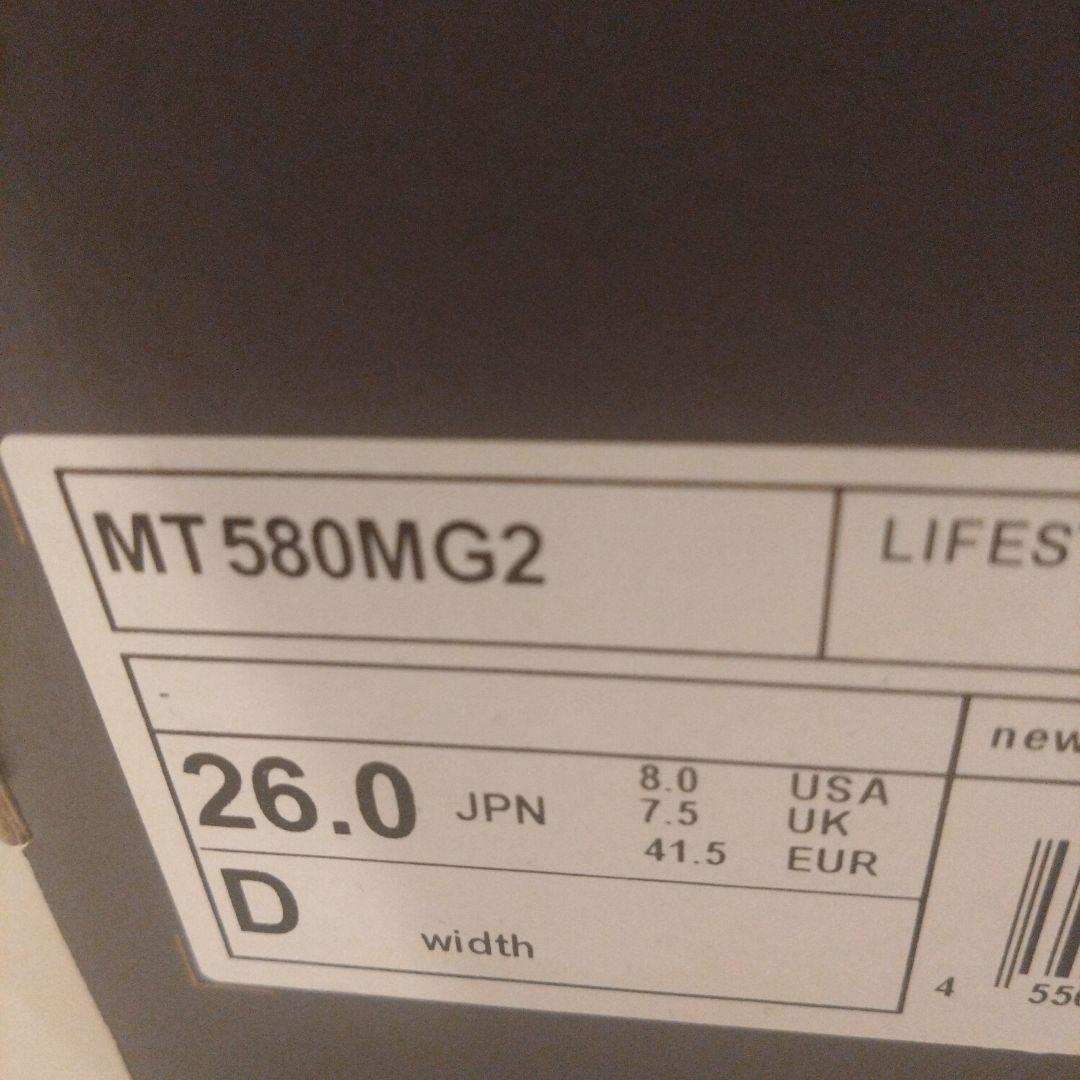 MT580MG2
LIFES
-
new
26.0 JPN
8.0 USA
7.5 UK
41.5 EUR
D width
4 55